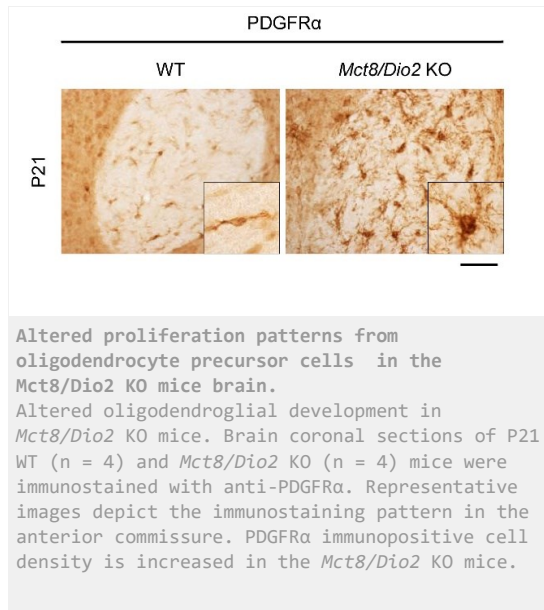 PDGFRα
WT Mct8/Dio2 KO
P21
Altered proliferation patterns from
oligodendrocyte precursor cells in the
Mct8/Dio2 KO mice brain.
Altered oligodendroglial development in
Mct8/Dio2 KO mice. Brain coronal sections of P21
WT (n = 4) and Mct8/Dio2 KO (n = 4) mice were
immunostained with anti-PDGFRα. Representative
images depict the immunostaining pattern in the
anterior commissure. PDGFRα immunopositive cell
density is increased in the Mct8/Dio2 KO mice.